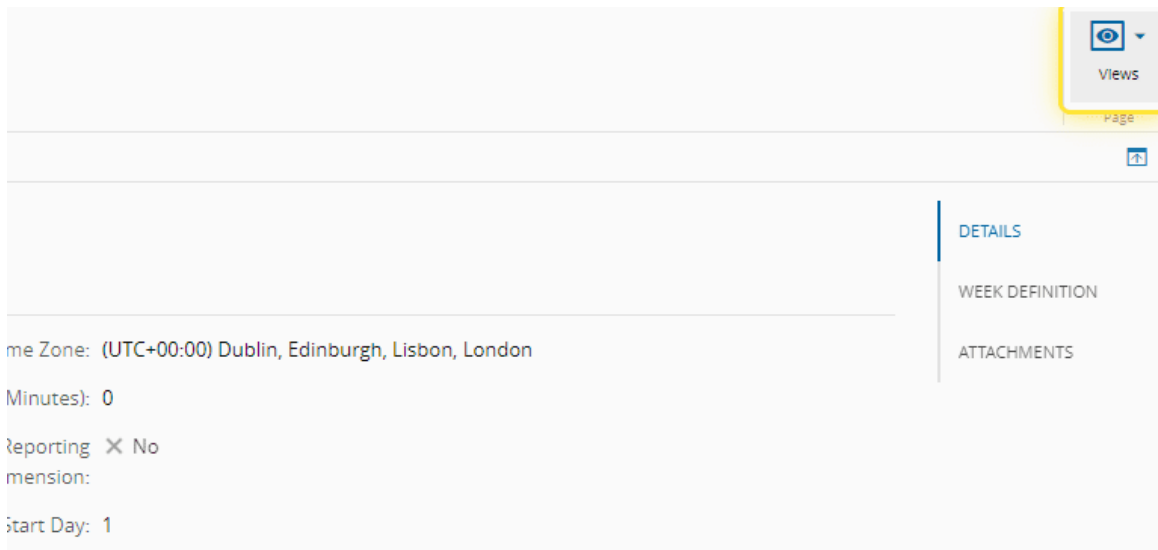 Views
Page
DETAILS
WEEK DEFINITION
me Zone: (UTC+00:00) Dublin, Edinburgh, Lisbon, London
ATTACHMENTS
Minutes): 0
Reporting × No
mension:
Start Day: 1